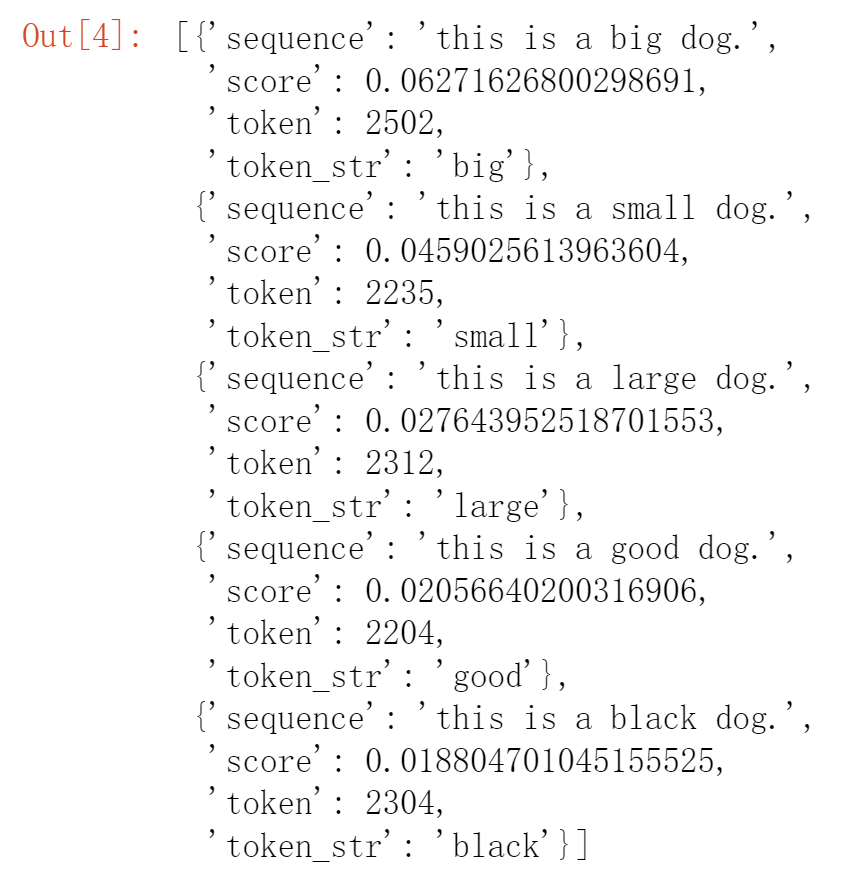 Out[4]: [{'sequence': 'this is a big dog.',
'score': 0.06271626800298691,
'token': 2502,
'token_str': 'big'},
{'sequence': 'this is a small dog.',
'score': 0.0459025613963604,
'token': 2235,
'token_str': 'small'},
{'sequence': 'this is a large dog.',
'score': 0.027643952518701553,
'token': 2312,
'token_str': 'large'},
{'sequence': 'this is a good dog.',
'score': 0.02056640200316906,
'token': 2204,
'token_str': 'good'},
{'sequence': 'this is a black dog.',
'score': 0.018804701045155525,
'token': 2304,
'token_str': 'black'}]